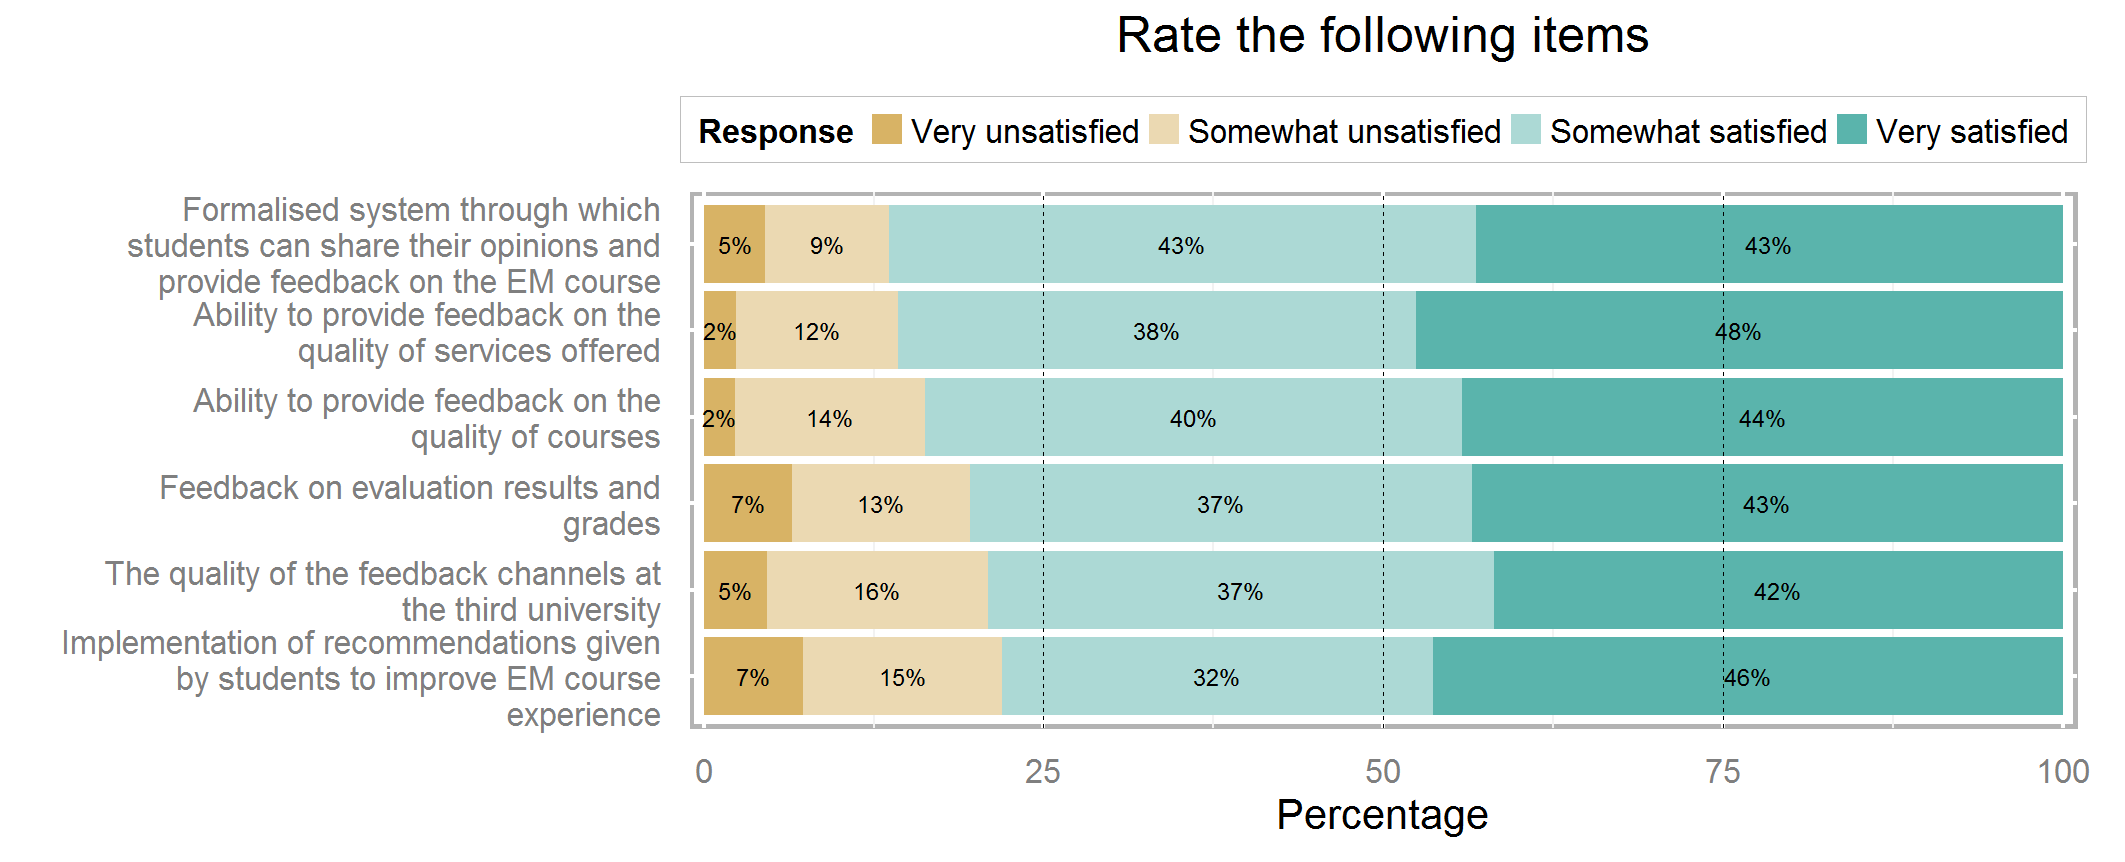 Rate the following items
Response Very unsatisfied Somewhat unsatisfied Somewhat satisfied Very satisfied
Formalised system through which
students can share their opinions and
provide feedback on the EM course
5% 9% 43% 43%
Ability to provide feedback on the
quality of services offered
2% 12% 38% 48%
Ability to provide feedback on the
quality of courses
2% 14% 40% 44%
Feedback on evaluation results and
grades
7% 13% 37% 43%
The quality of the feedback channels at
the third university
5% 16% 37% 42%
Implementation of recommendations given
by students to improve EM course
experience
7% 15% 32% 46%
0 25 50 75 100
Percentage